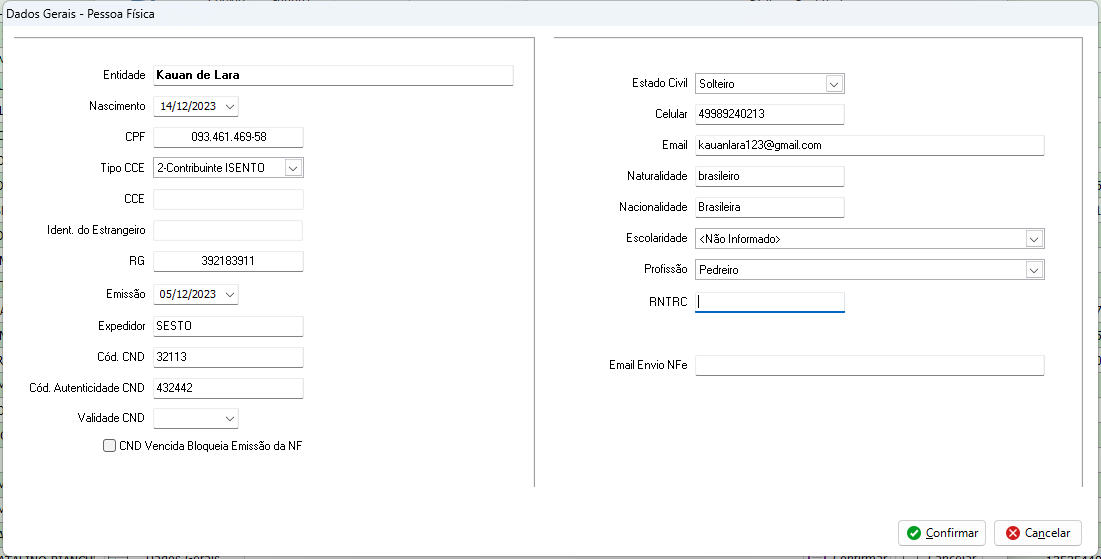 Dados Gerais - Pessoa Física
Entidade Kauan de Lara
Nascimento 14/12/2023
CPF 093.461.469-58
Tipo CCE 2-Contribuinte ISENTO
CCE
Ident. do Estrangeiro
RG 392183911
Emissão 05/12/2023
Expedidor SESTO
Cód. CND 32113
Cód. Autenticidade CND 432442
Validade CND
CND Vencida Bloqueia Emissão da NF
Estado Civil Solteiro
Celular 49989240213
Email kauanlara123@gmail.com
Naturalidade brasileiro
Nacionalidade Brasileira
Escolaridade <Não Informado>
Profissão Pedreiro
RNTRC
Email Envio NFe
Confirmar Cancelar